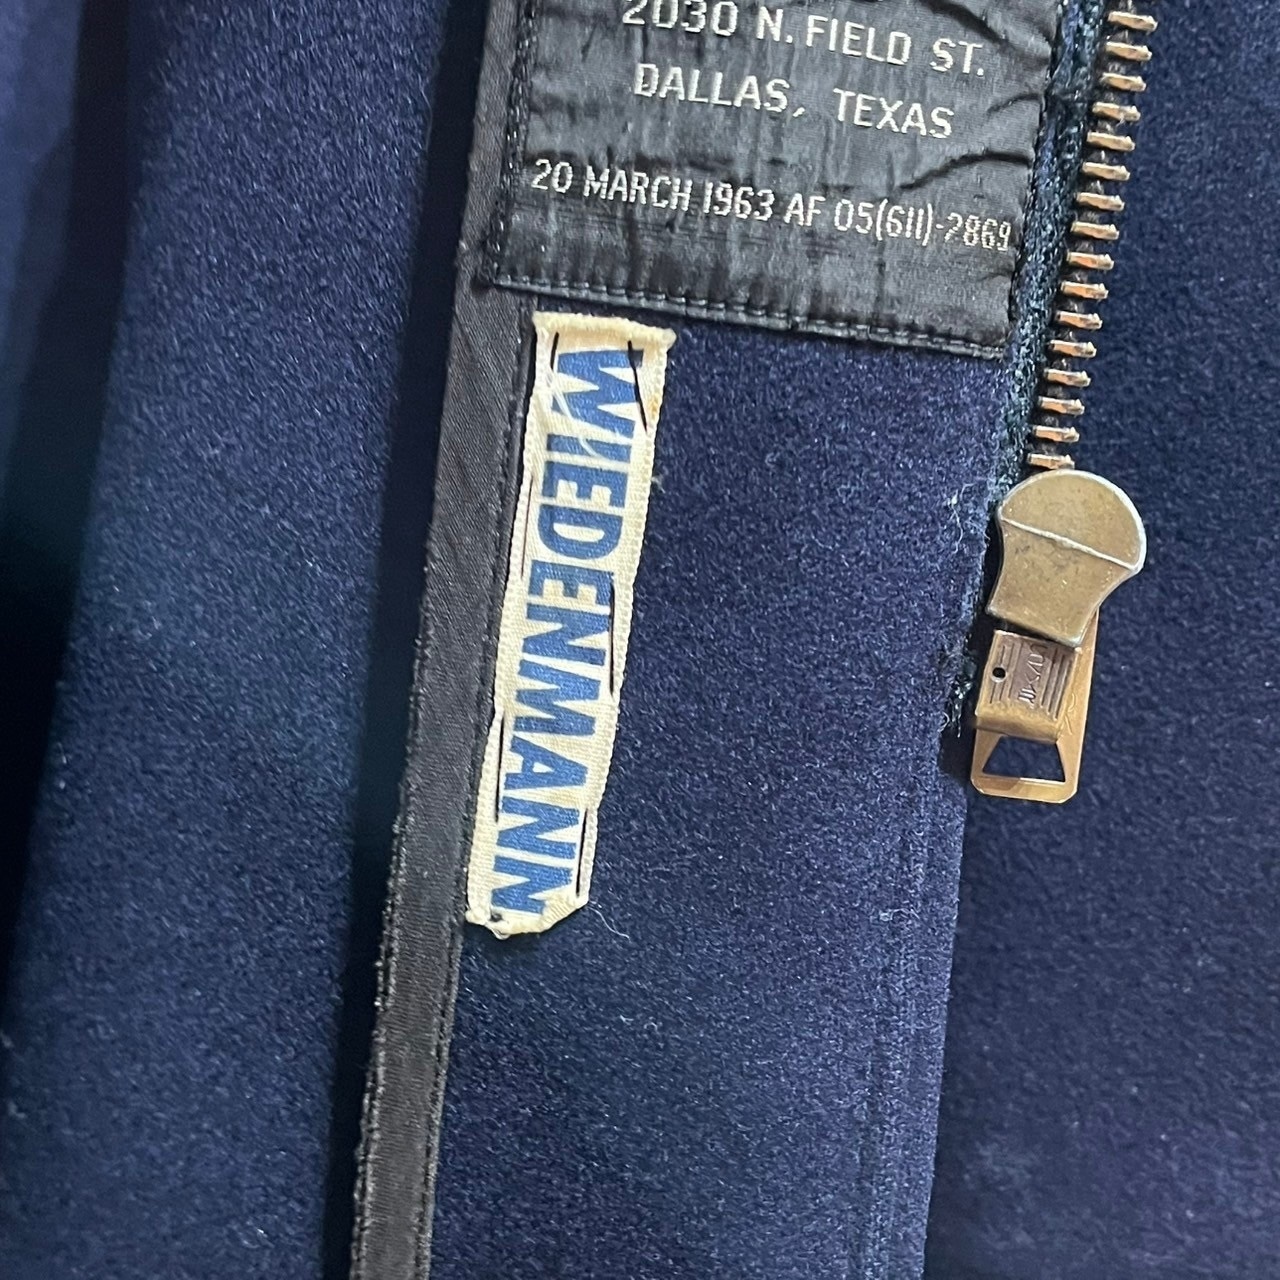 2030 N. FIELD ST.
DALLAS, TEXAS
20 MARCH 1963 AF 05(611)-2869
WIEDENMANN